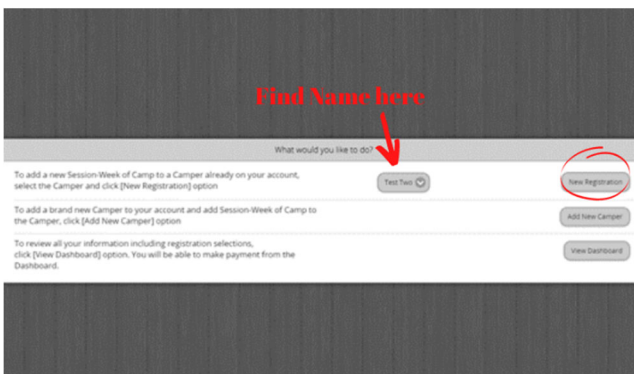 Find Name here
What would you like to do?
To add a new Session-Week of Camp to a Camper already on your account,
select the Camper and click [New Registration] option
Test Two
New Registration
To add a brand new Camper to your account and add Session-Week of Camp to
the Camper, click [Add New Camper] option
Add New Camper
To review all your information including registration selections,
click [View Dashboard] option. You will be able to make payment from the
Dashboard.
View Dashboard